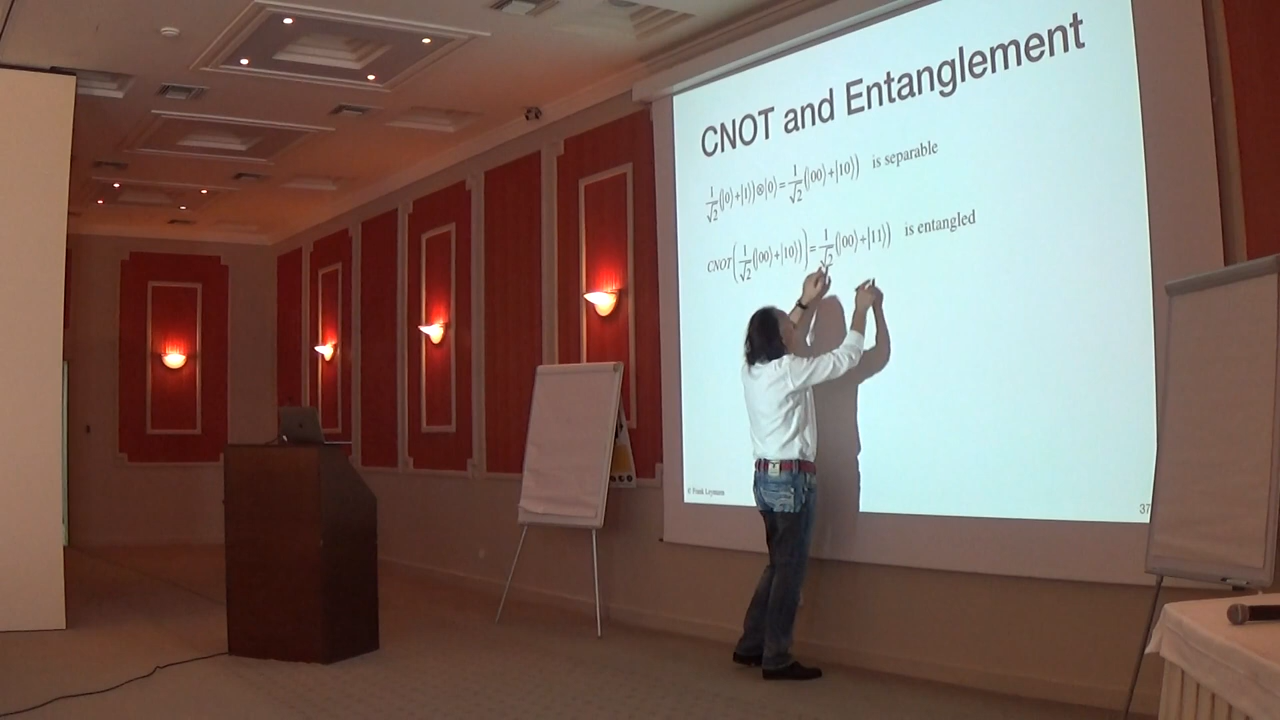 CNOT and Entanglement
1/√2(|0⟩+|1⟩)⊗|0⟩=1/√2(|00⟩+|10⟩) is separable
CNOT(1/√2(|00⟩+|10⟩))=1/√2(|00⟩+|11⟩) is entangled
© Frank Leymann
37